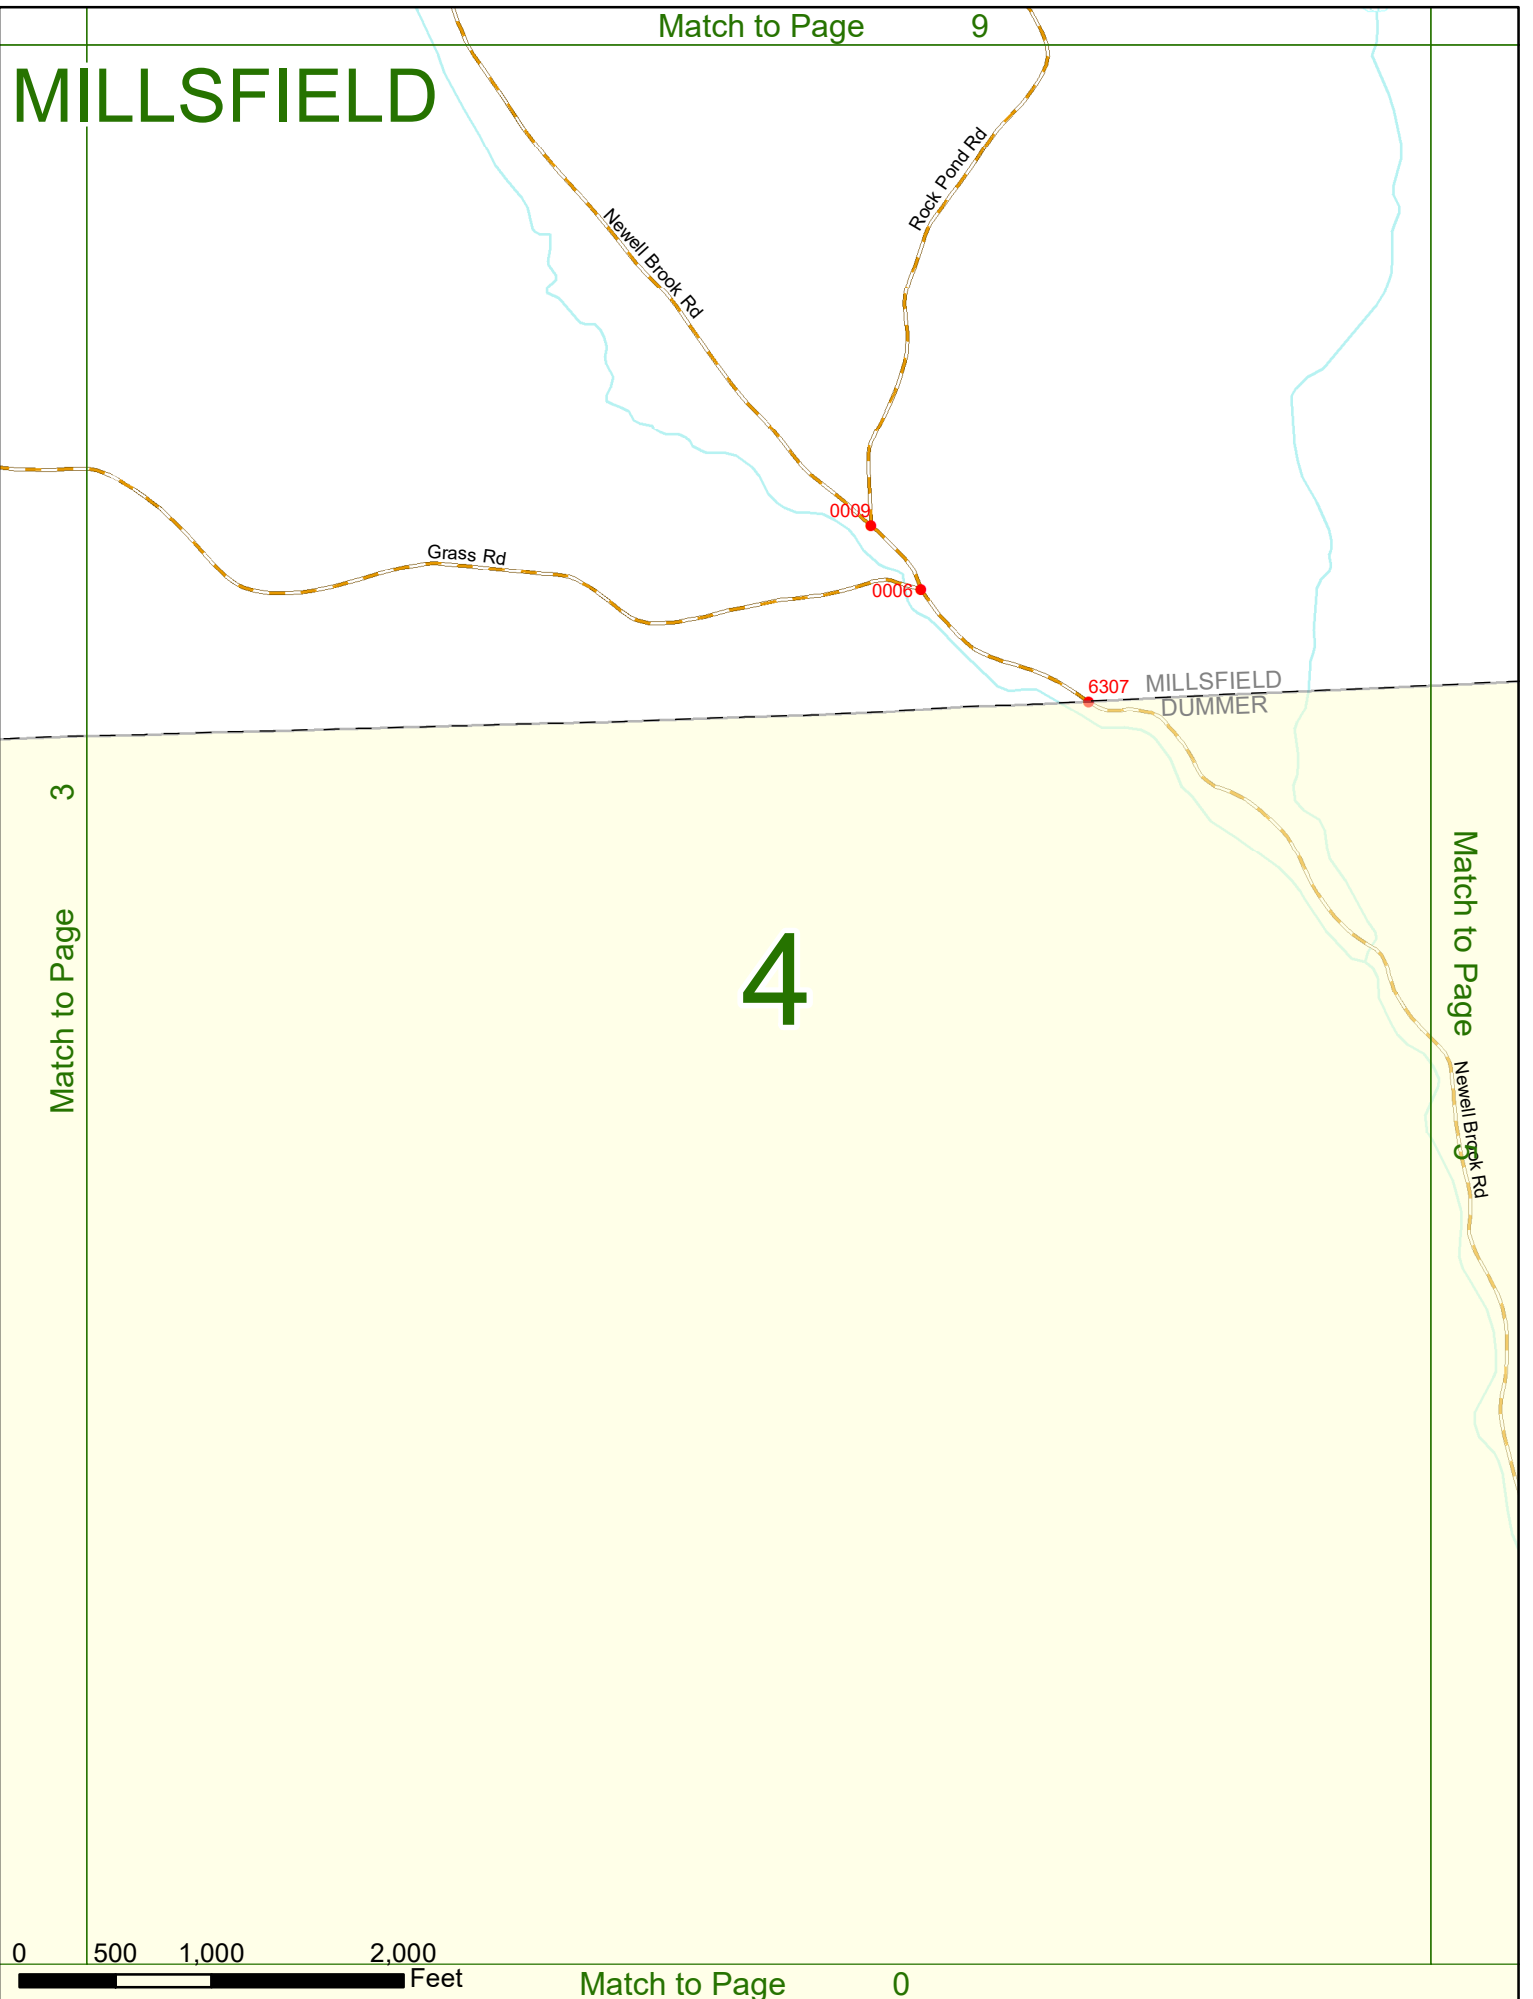 Match to Page 9
MILLSFIELD
Rock Pond Rd
Newell Brook Rd
0009
Grass Rd
0006
6307
MILLSFIELD
DUMMER
Match to Page 3
4
Match to Page 5
Newell Brook Rd
0 500 1,000 2,000
Feet
Match to Page 0